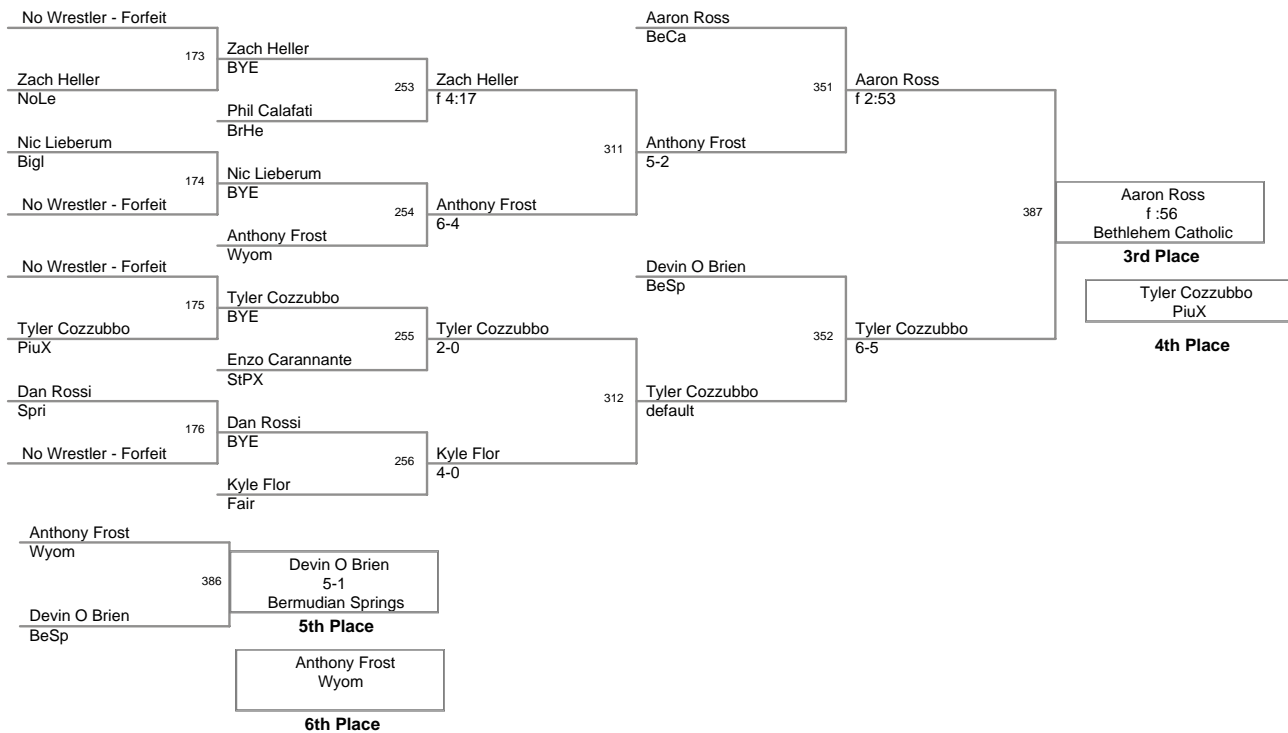 No Wrestler - Forfeit
173
Zach Heller
NoLe
Nic Lieberum
Bigl
174
No Wrestler - Forfeit
No Wrestler - Forfeit
175
Tyler Cozzubbo
PiuX
Dan Rossi
Spri
176
No Wrestler - Forfeit
Zach Heller
BYE
253
Phil Calafati
BrHe
Nic Lieberum
BYE
254
Anthony Frost
Wyom
Tyler Cozzubbo
BYE
255
Enzo Carannante
StPX
Dan Rossi
BYE
256
Kyle Flor
Fair
Zach Heller
f 4:17
311
Anthony Frost
6-4
Tyler Cozzubbo
2-0
312
Kyle Flor
4-0
Aaron Ross
BeCa
351
Anthony Frost
5-2
Devin O Brien
BeSp
352
Tyler Cozzubbo
default
Aaron Ross
f 2:53
387
Tyler Cozzubbo
6-5
Aaron Ross
f :56
Bethlehem Catholic
3rd Place
Tyler Cozzubbo
PiuX
4th Place
Anthony Frost
Wyom
386
Devin O Brien
BeSp
Devin O Brien
5-1
Bermudian Springs
5th Place
Anthony Frost
Wyom
6th Place